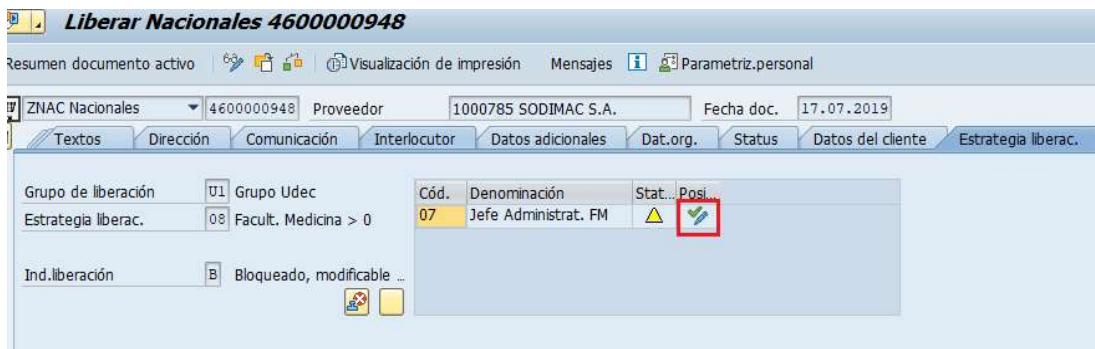 Liberar Nacionales 4600000948
Resumen documento activo Visualización de impresión Mensajes Parametriz.personal
ZNAC Nacionales 4600000948 Proveedor 1000785 SODIMAC S.A. Fecha doc. 17.07.2019
Textos Dirección Comunicación Interlocutor Datos adicionales Dat.org. Status Datos del cliente Estrategia liberac.
Grupo de liberación U1 Grupo Udec Cód. Denominación Stat... Posi...
Estrategia liberac. 08 Facult. Medicina > 0 07 Jefe Administrat. FM
Ind.liberación B Bloqueado, modificable ...